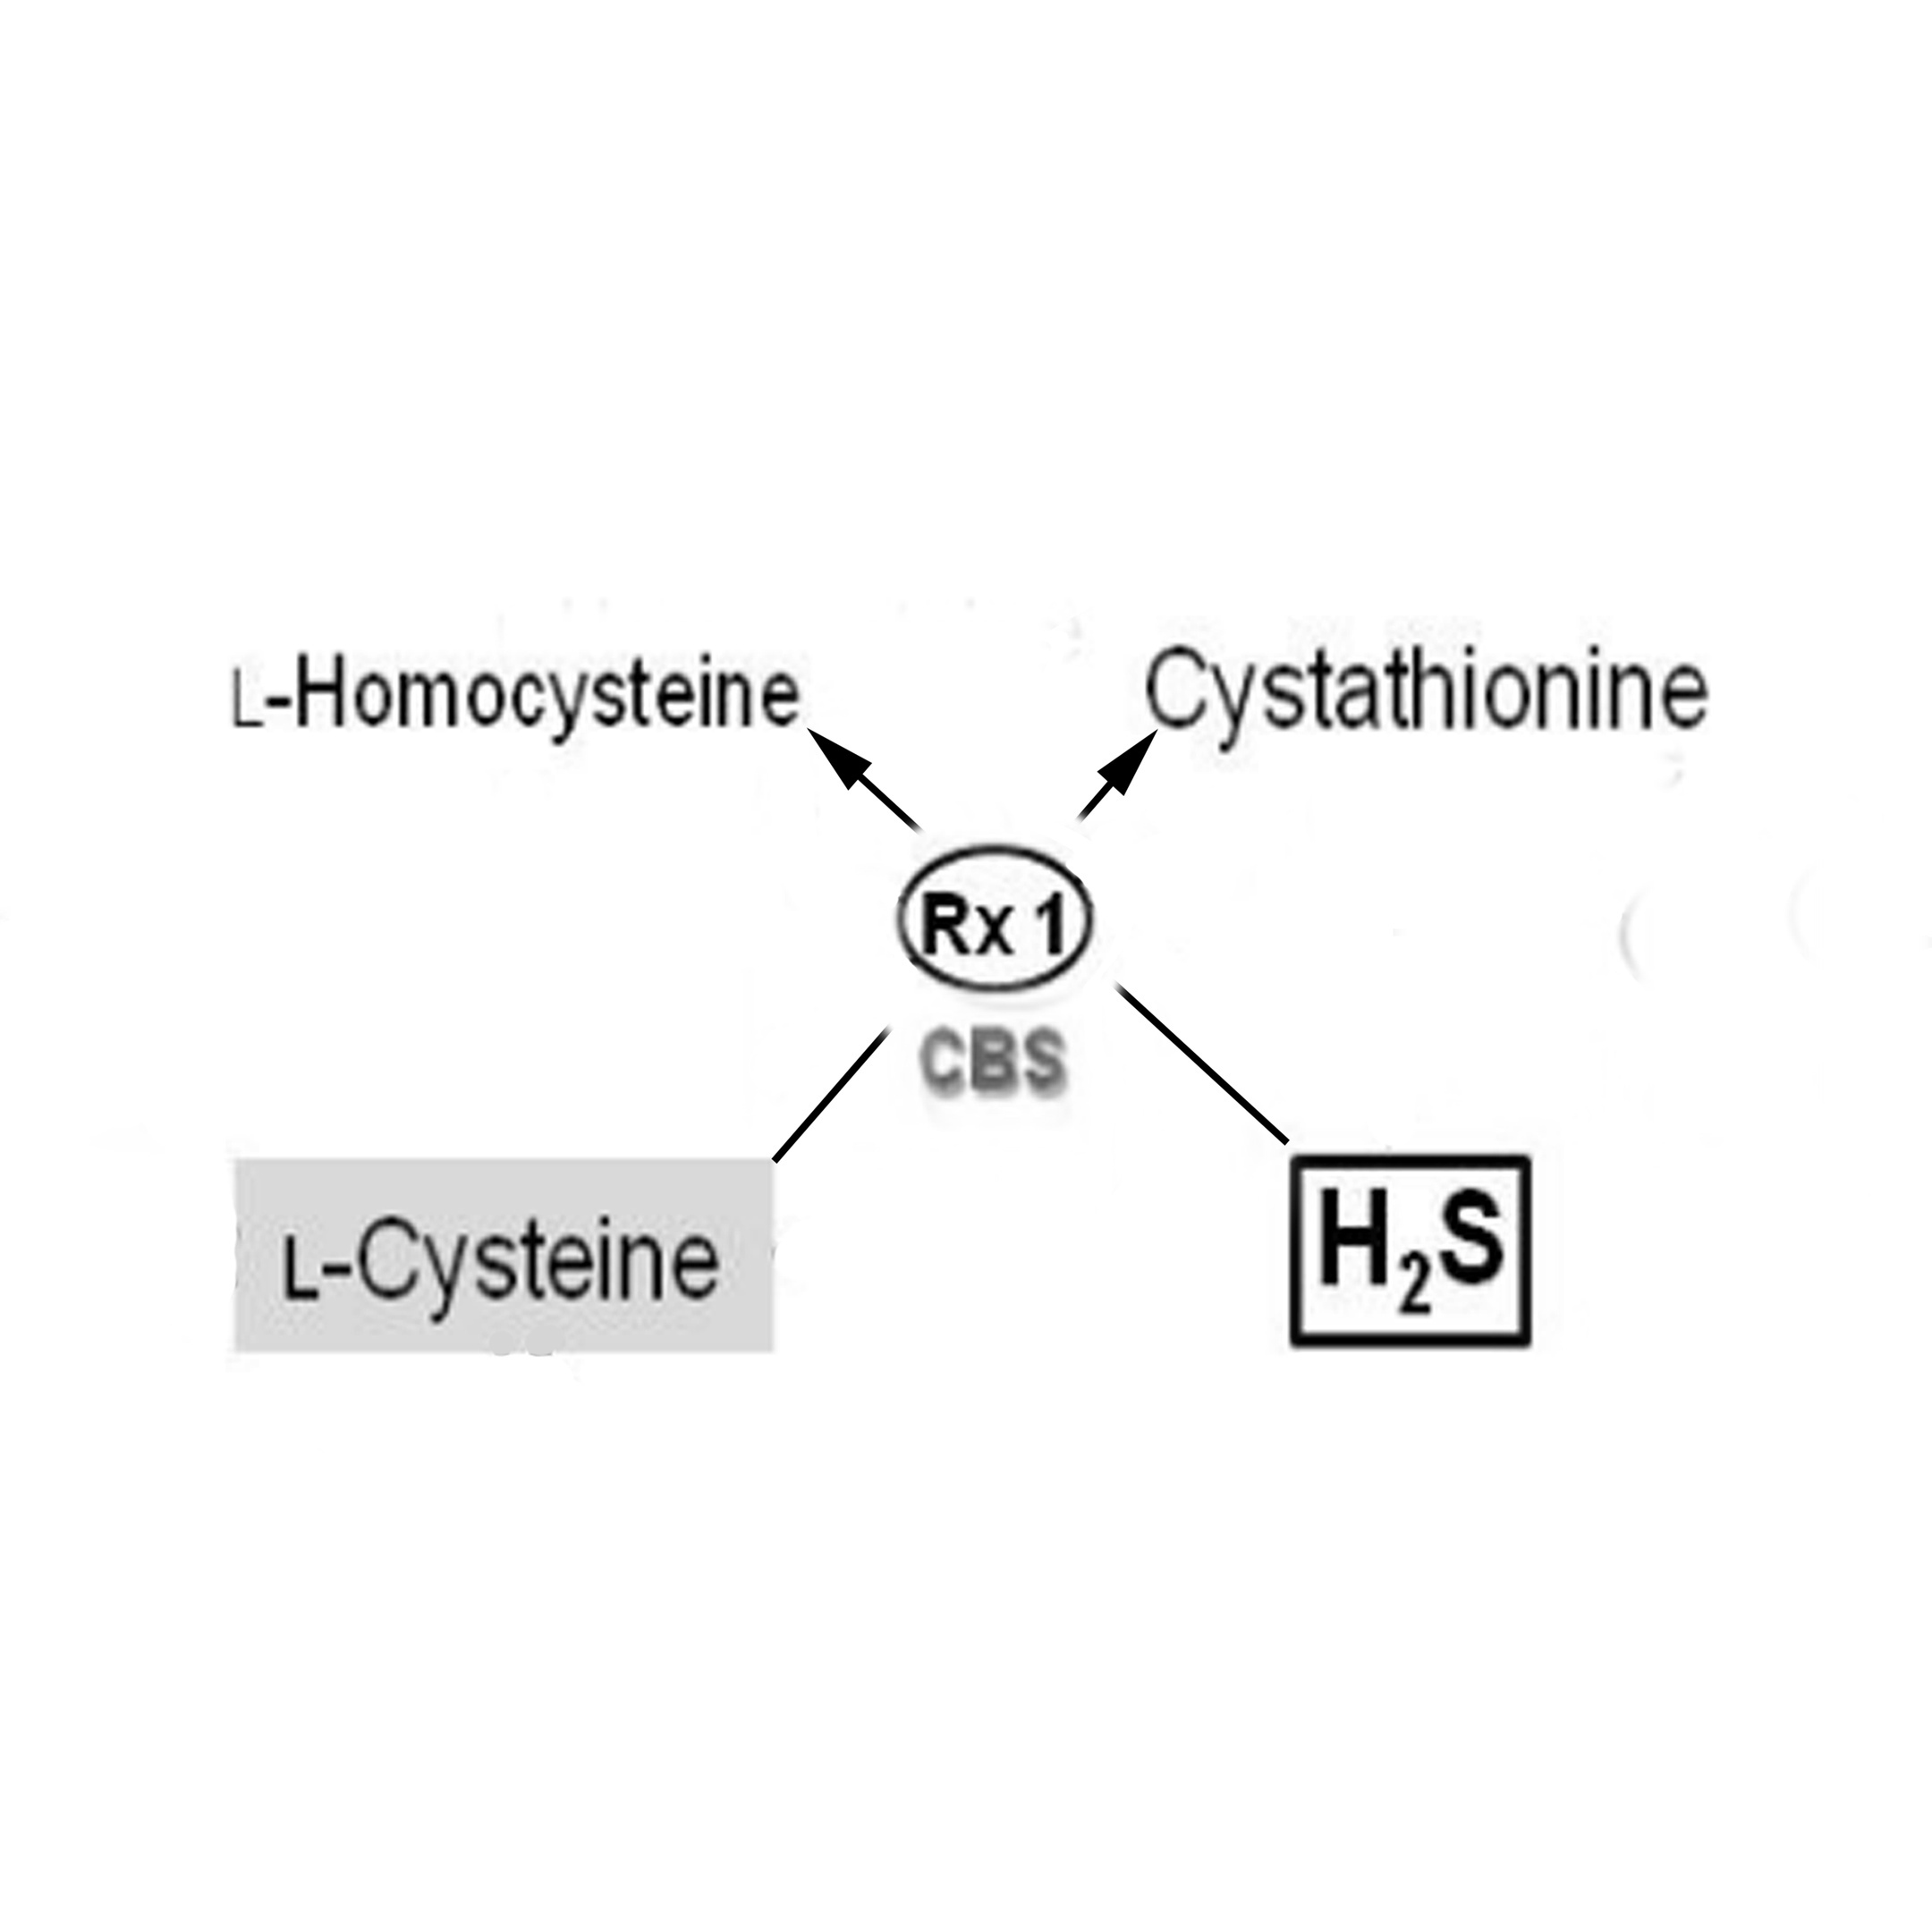 L-Homocysteine
Cystathionine
Rx 1
CBS
L-Cysteine
H₂S